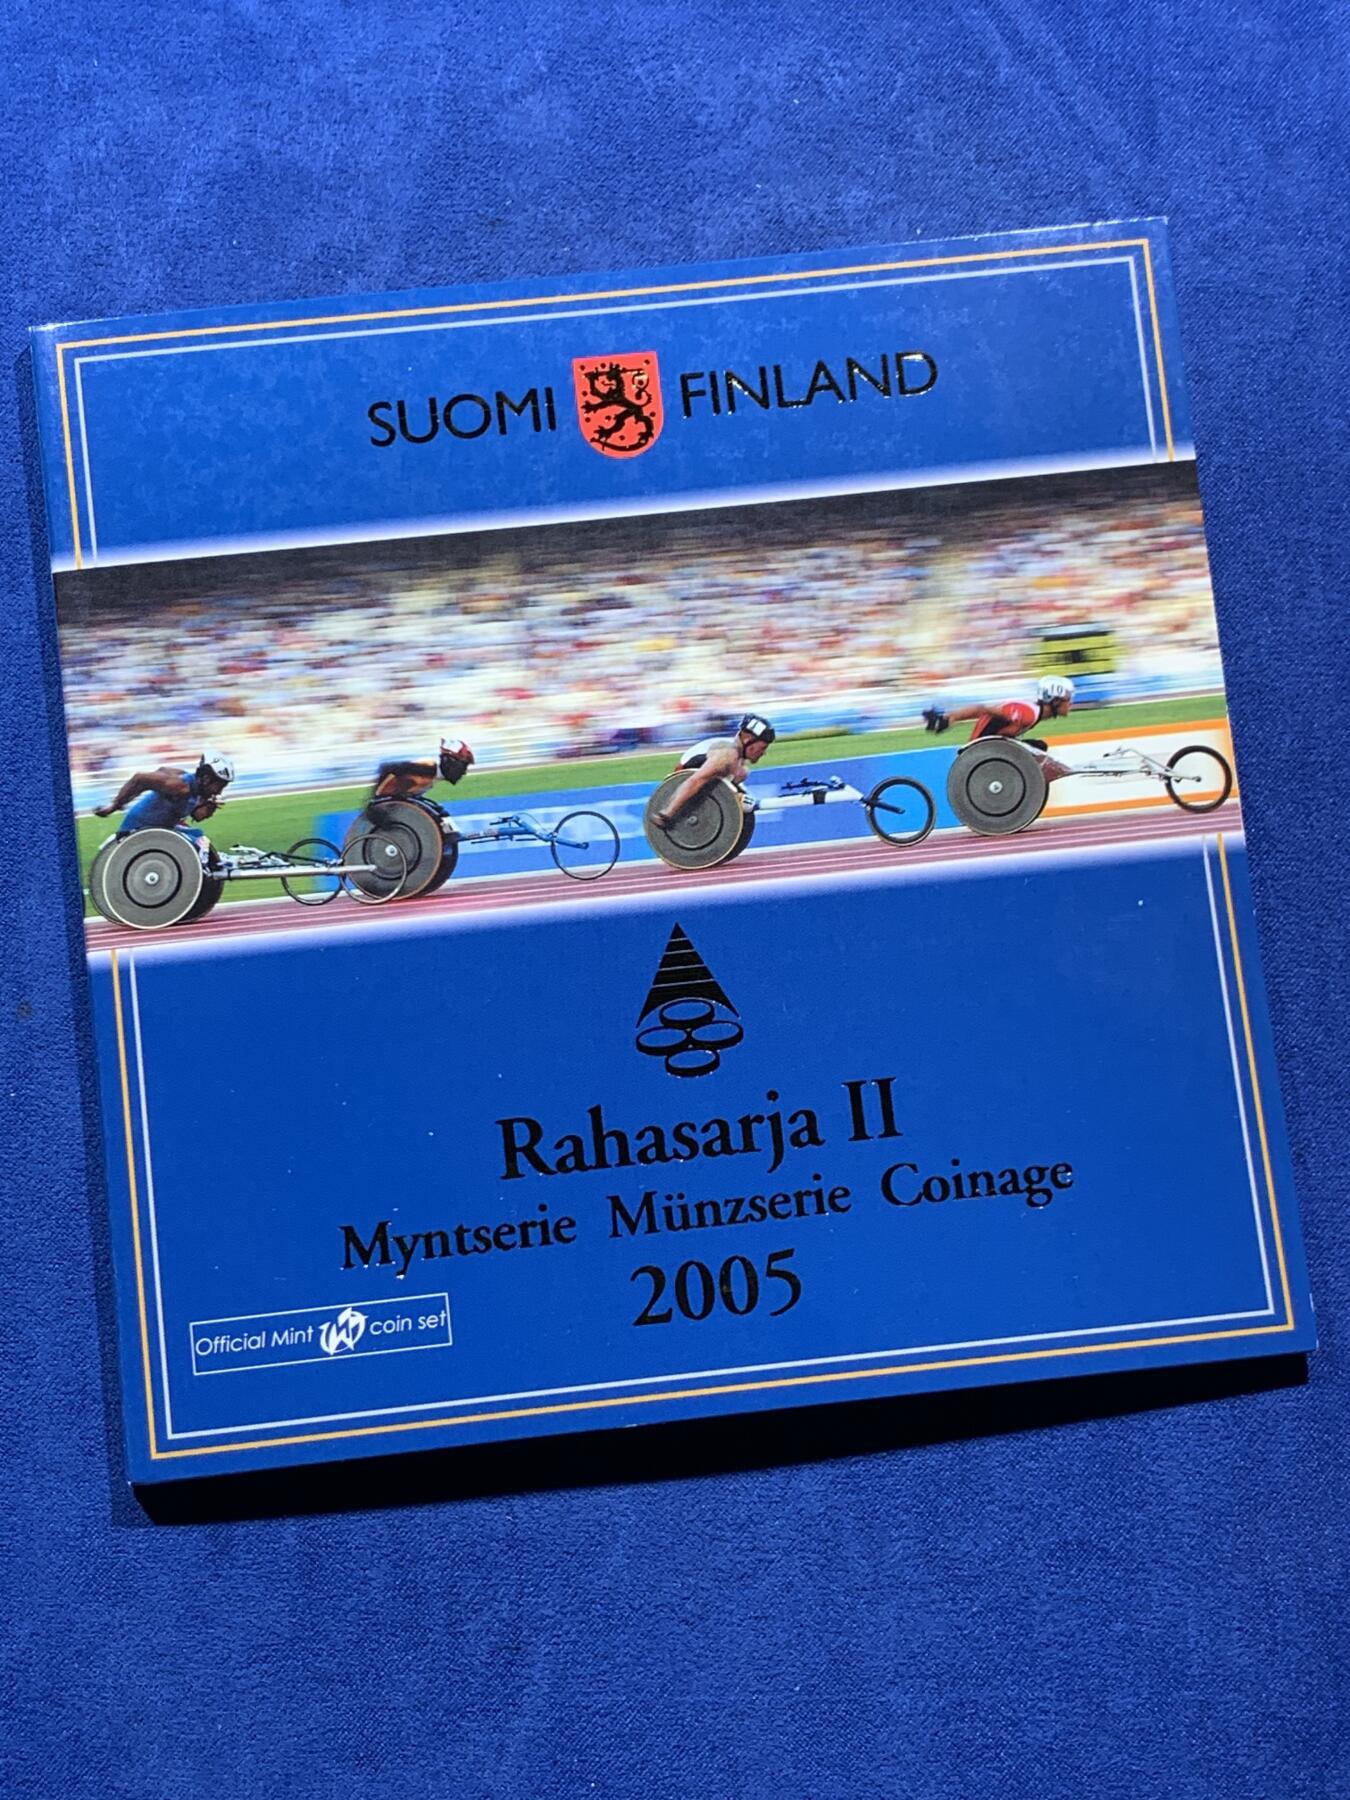 SUOMI FINLAND
Rahasarja II
Myntserie Münzserie Coinage
2005
Official Mint coin set